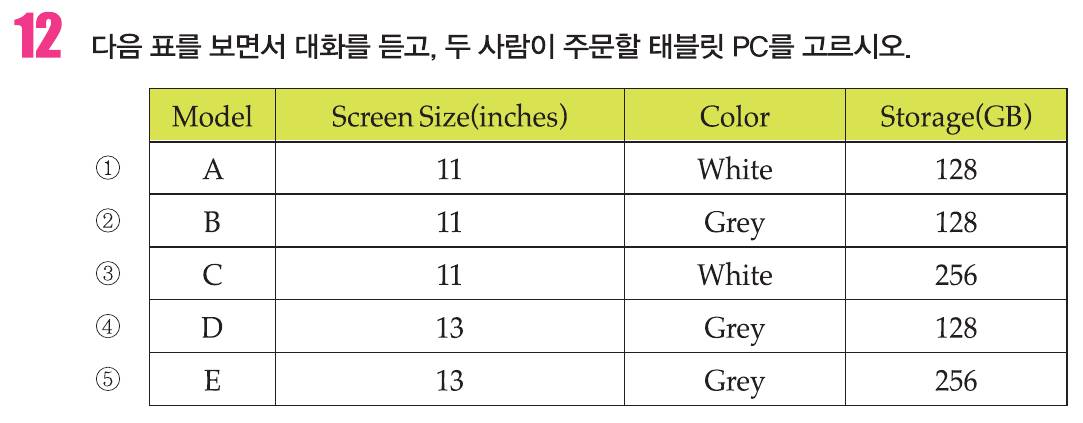 12 다음 표를 보면서 대화를 듣고, 두 사람이 주문할 태블릿 PC를 고르시오.
Model Screen Size(inches) Color Storage(GB)
① A 11 White 128
② B 11 Grey 128
③ C 11 White 256
④ D 13 Grey 128
⑤ E 13 Grey 256